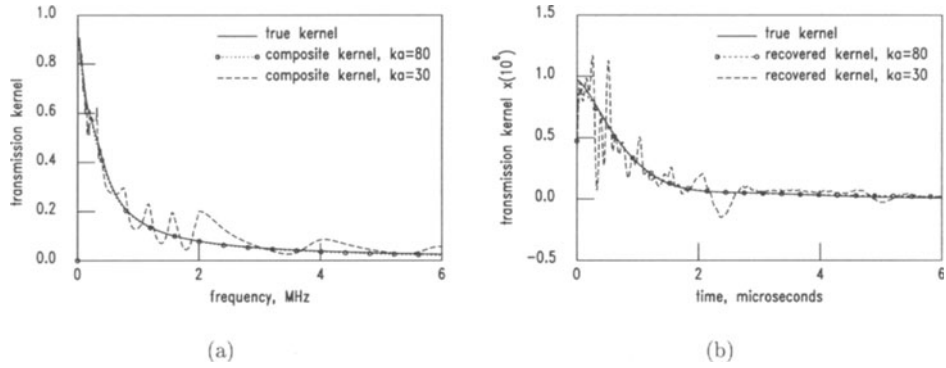 1.0
0.8
0.6
0.4
0.2
0.0
transmission kernel
true kernel
composite kernel, ka=80
composite kernel, ka=30
0 2 4 6
frequency, MHz
(a)
1.5
1.0
0.5
0.0
-0.5
transmission kernel x(10⁶)
true kernel
recovered kernel, ka=80
recovered kernel, ka=30
0 2 4 6
time, microseconds
(b)